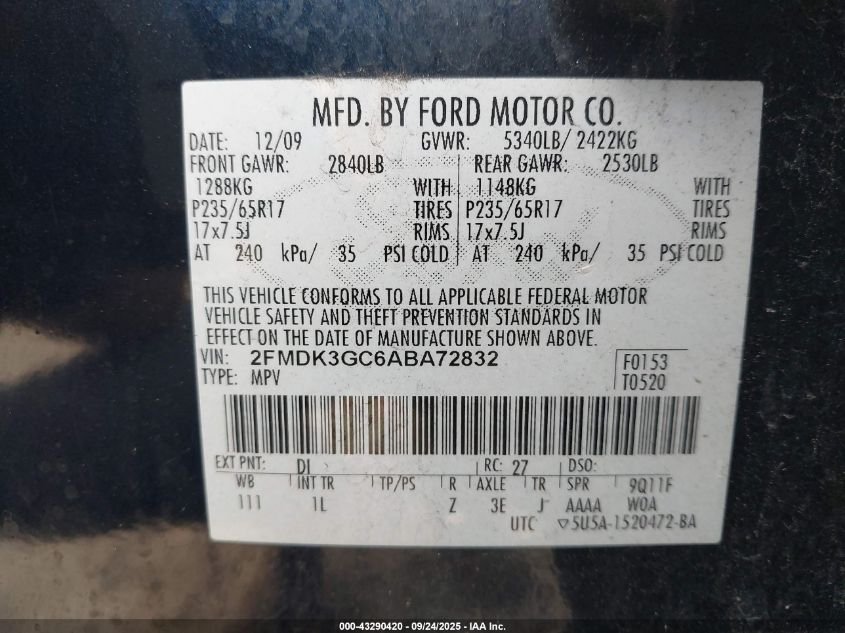 MFD. BY FORD MOTOR CO.
DATE: 12/09 GVWR: 5340LB/ 2422KG
FRONT GAWR: 2840LB REAR GAWR: 2530LB
1288KG WITH 1148KG WITH
P235/65R17 TIRES P235/65R17 TIRES
17x7.5J RIMS 17x7.5J RIMS
AT 240 kPa/ 35 PSI COLD AT 240 kPa/ 35 PSI COLD
THIS VEHICLE CONFORMS TO ALL APPLICABLE FEDERAL MOTOR
VEHICLE SAFETY AND THEFT PREVENTION STANDARDS IN
EFFECT ON THE DATE OF MANUFACTURE SHOWN ABOVE.
VIN: 2FMDK3GC6ABA72832 F0153
TYPE: MPV T0520
EXT PNT: DI RC: 27 DSO:
WB INT TR TP/PS R AXLE TR SPR 9Q11F
111 1L Z 3E J AAAA WOA
UTC ▽5U5A-1520472-BA
000-43290420 - 09/24/2025 - IAA Inc.